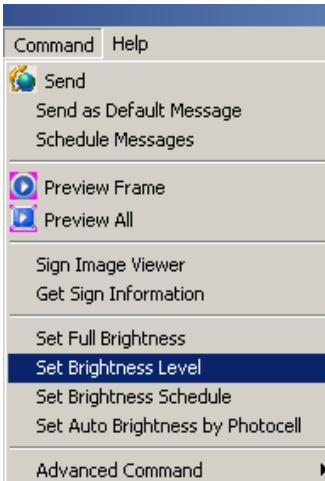 Command Help
Send
Send as Default Message
Schedule Messages
Preview Frame
Preview All
Sign Image Viewer
Get Sign Information
Set Full Brightness
Set Brightness Level
Set Brightness Schedule
Set Auto Brightness by Photocell
Advanced Command